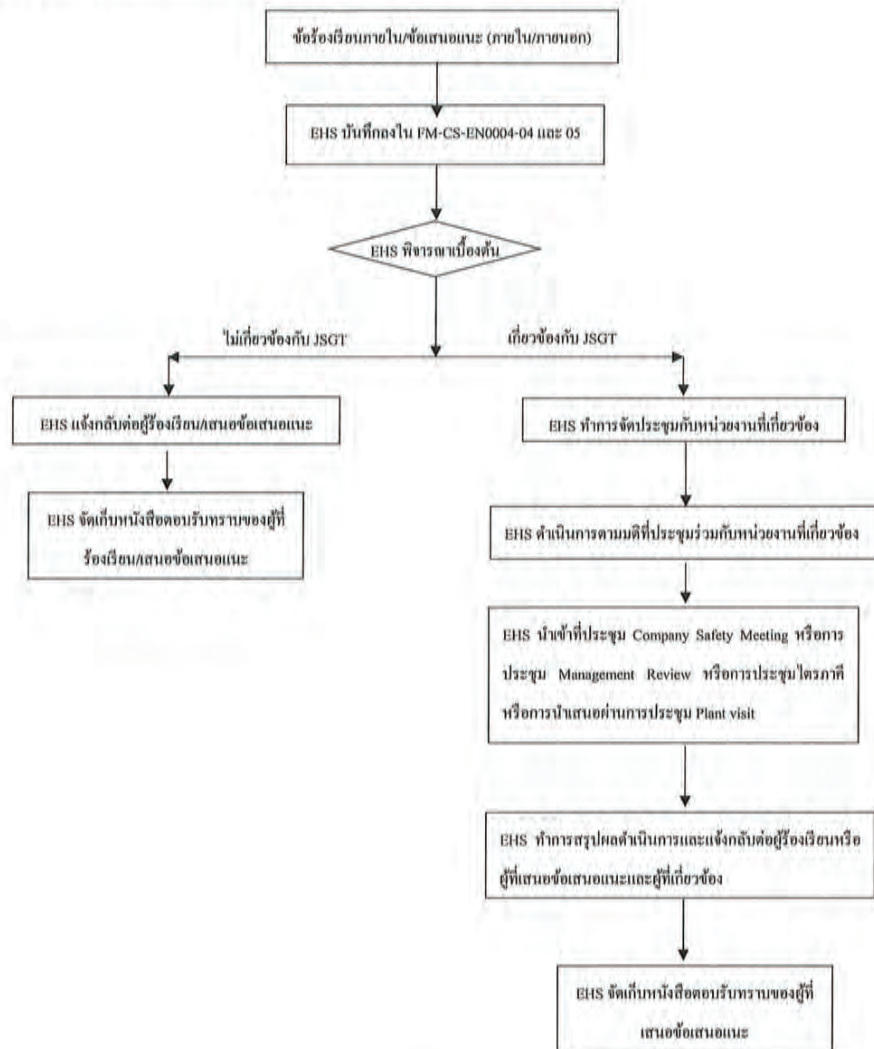 ข้อร้องเรียนภายใน/ข้อเสนอแนะ (ภายใน/ภายนอก)
EHS บันทึกลงใน FM-CS-EN0004-04 และ 05
EHS พิจารณาเบื้องต้น
ไม่เกี่ยวข้องกับ JSGT
เกี่ยวข้องกับ JSGT
EHS แจ้งกลับต่อผู้ร้องเรียน/เสนอข้อเสนอแนะ
EHS จัดเก็บหนังสือตอบรับทราบของผู้ที่
ร้องเรียน/เสนอข้อเสนอแนะ
EHS ทำการจัดประชุมกับหน่วยงานที่เกี่ยวข้อง
EHS ดำเนินการตามมติที่ประชุมร่วมกับหน่วยงานที่เกี่ยวข้อง
EHS นำเข้าที่ประชุม Company Safety Meeting หรือการ
ประชุม Management Review หรือการประชุมไตรภาคี
หรือการนำเสนอผ่านการประชุม Plant visit
EHS ทำการสรุปผลดำเนินการและแจ้งกลับต่อผู้ร้องเรียนหรือ
ผู้ที่เสนอข้อเสนอแนะและผู้ที่เกี่ยวข้อง
EHS จัดเก็บหนังสือตอบรับทราบของผู้ที่
เสนอข้อเสนอแนะ